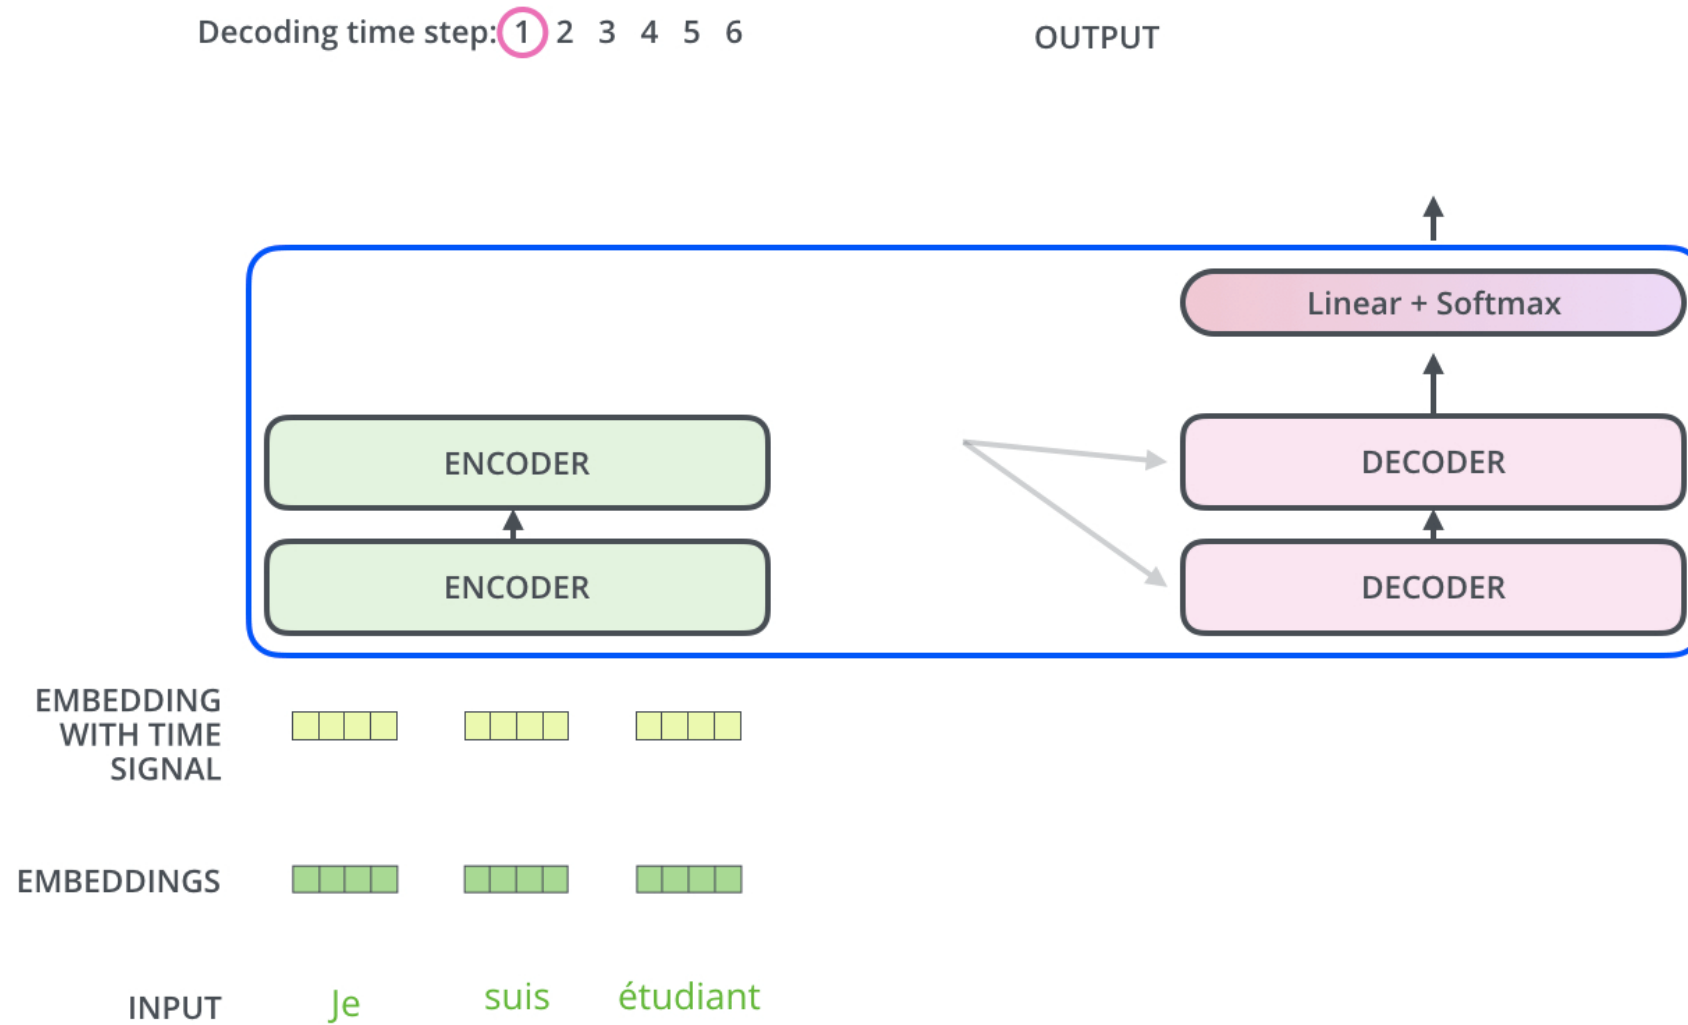 Decoding time step: 1 2 3 4 5 6
OUTPUT
Linear + Softmax
ENCODER
DECODER
ENCODER
DECODER
EMBEDDING
WITH TIME
SIGNAL
EMBEDDINGS
INPUT
Je
suis
étudiant